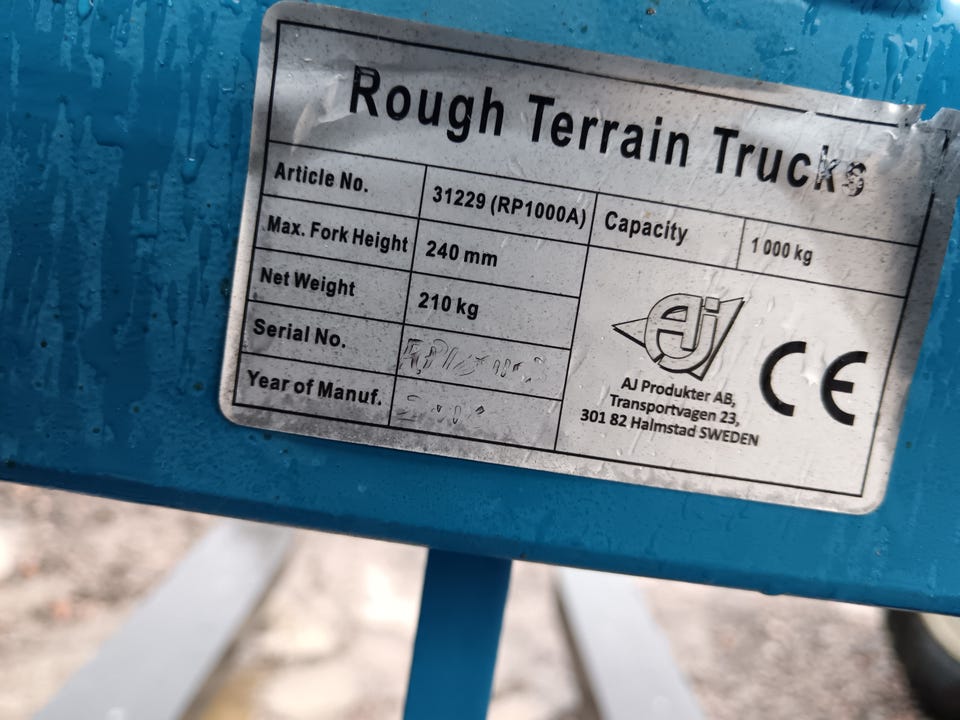 Rough Terrain Trucks
Article No. 31229 (RP1000A) Capacity 1 000 kg
Max. Fork Height 240 mm
Net Weight 210 kg
Serial No.
Year of Manuf.
AJ
AJ Produkter AB,
Transportvagen 23,
301 82 Halmstad SWEDEN
CE